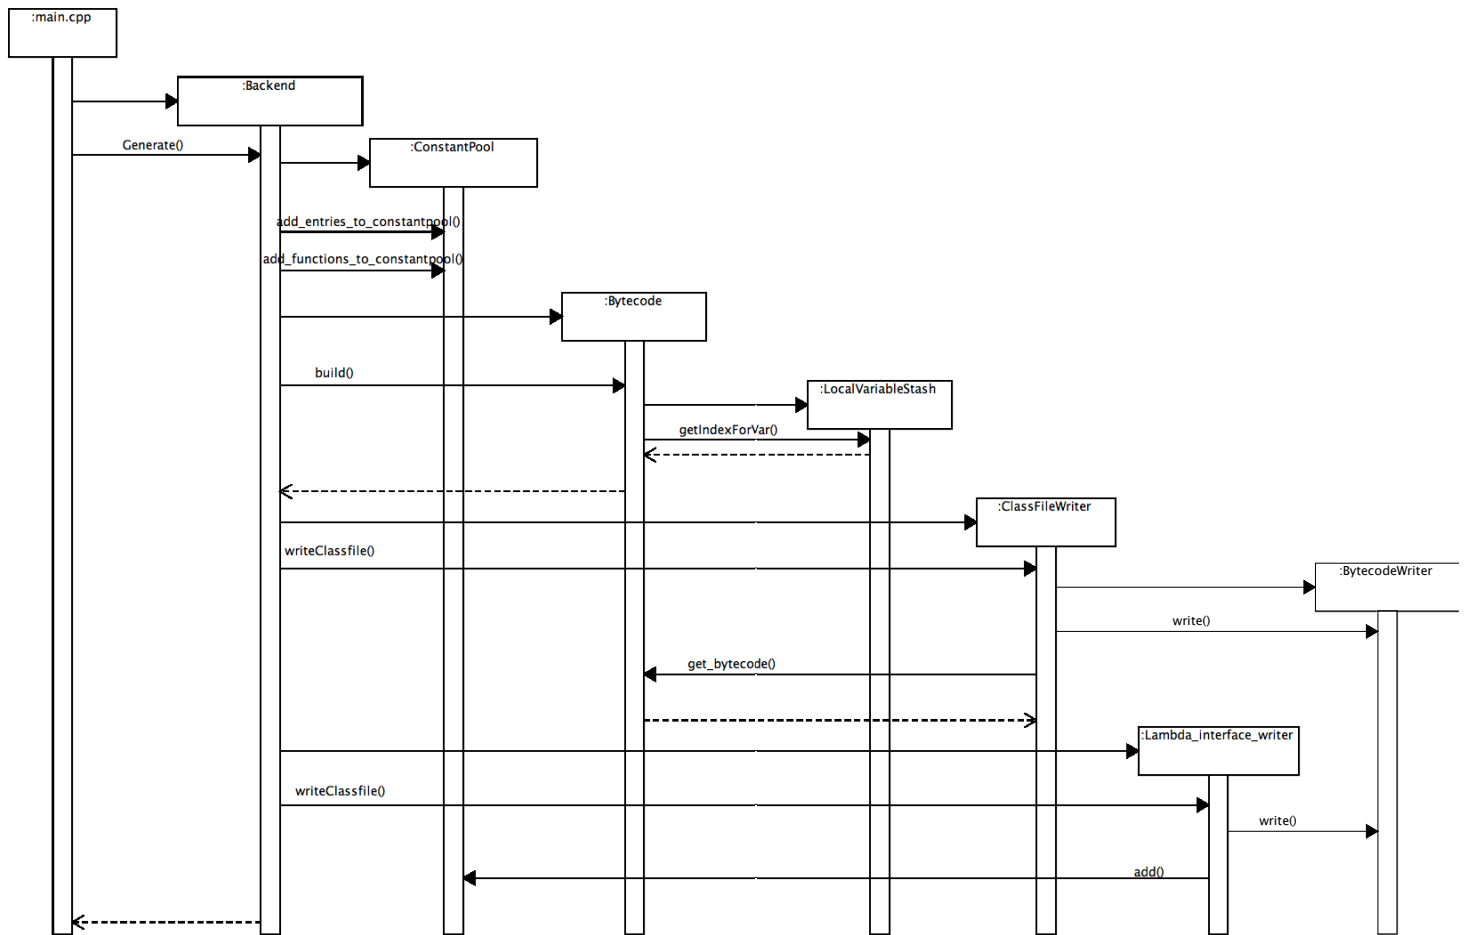 :main.cpp
:Backend
Generate()
:ConstantPool
add_entries_to_constantpool()
add_functions_to_constantpool()
:Bytecode
build()
:LocalVariableStash
getIndexForVar()
:ClassFileWriter
writeClassfile()
:BytecodeWriter
write()
get_bytecode()
:Lambda_interface_writer
writeClassfile()
write()
add()